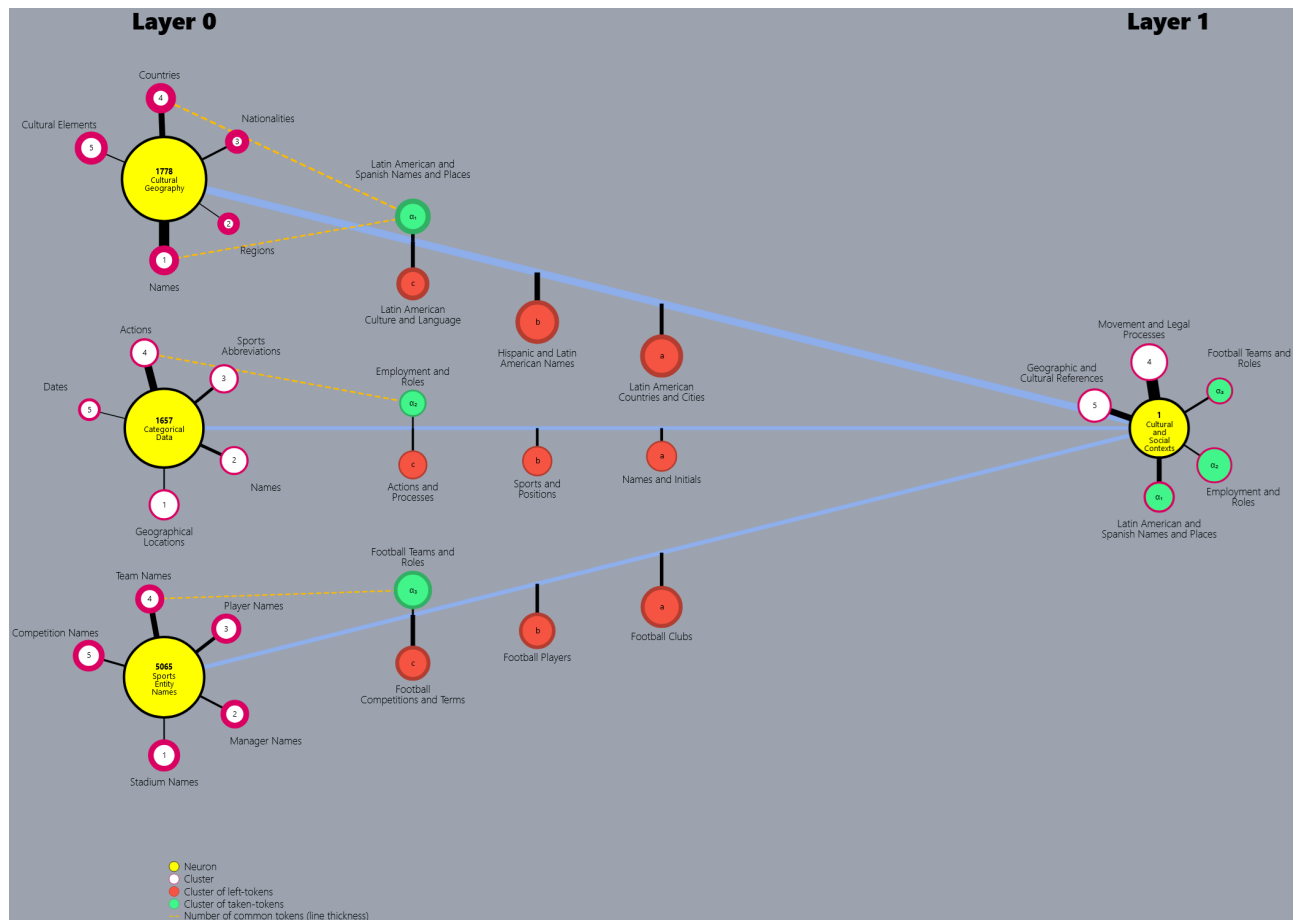 Layer 0
Layer 1
Countries
4
Nationalities
3
Cultural Elements
5
1778
Cultural
Geography
2
Regions
1
Names
Latin American and
Spanish Names and Places
α₁
c
Latin American
Culture and Language
b
Hispanic and Latin
American Names
a
Latin American
Countries and Cities
Actions
4
Sports
Abbreviations
3
Dates
5
1657
Categorical
Data
2
Names
1
Geographical
Locations
Employment and
Roles
α₂
c
Actions and
Processes
b
Sports and
Positions
a
Names and Initials
Team Names
4
Player Names
3
Competition Names
5
5065
Sports
Entity
Names
2
Manager Names
1
Stadium Names
Football Teams and
Roles
α₃
c
Football
Competitions and Terms
b
Football Players
a
Football Clubs
Movement and Legal
Processes
4
Football Teams and
Roles
α₃
Geographic and
Cultural References
5
1
Cultural
and
Social
Contexts
α₂
Employment and
Roles
α₁
Latin American and
Spanish Names and Places
Neuron
Cluster
Cluster of left-tokens
Cluster of taken-tokens
Number of common tokens (line thickness)